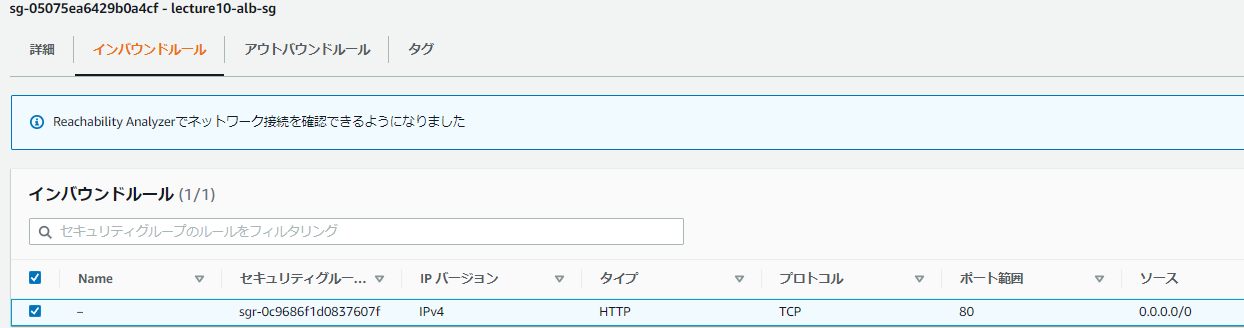 sg-05075ea6429b0a4cf - lecture10-alb-sg
詳細 インバウンドルール アウトバウンドルール タグ
Reachability Analyzerでネットワーク接続を確認できるようになりました
インバウンドルール (1/1)
セキュリティグループのルールをフィルタリング
Name セキュリティグルー... IP バージョン タイプ プロトコル ポート範囲 ソース
– sgr-0c9686f1d0837607f IPv4 HTTP TCP 80 0.0.0.0/0